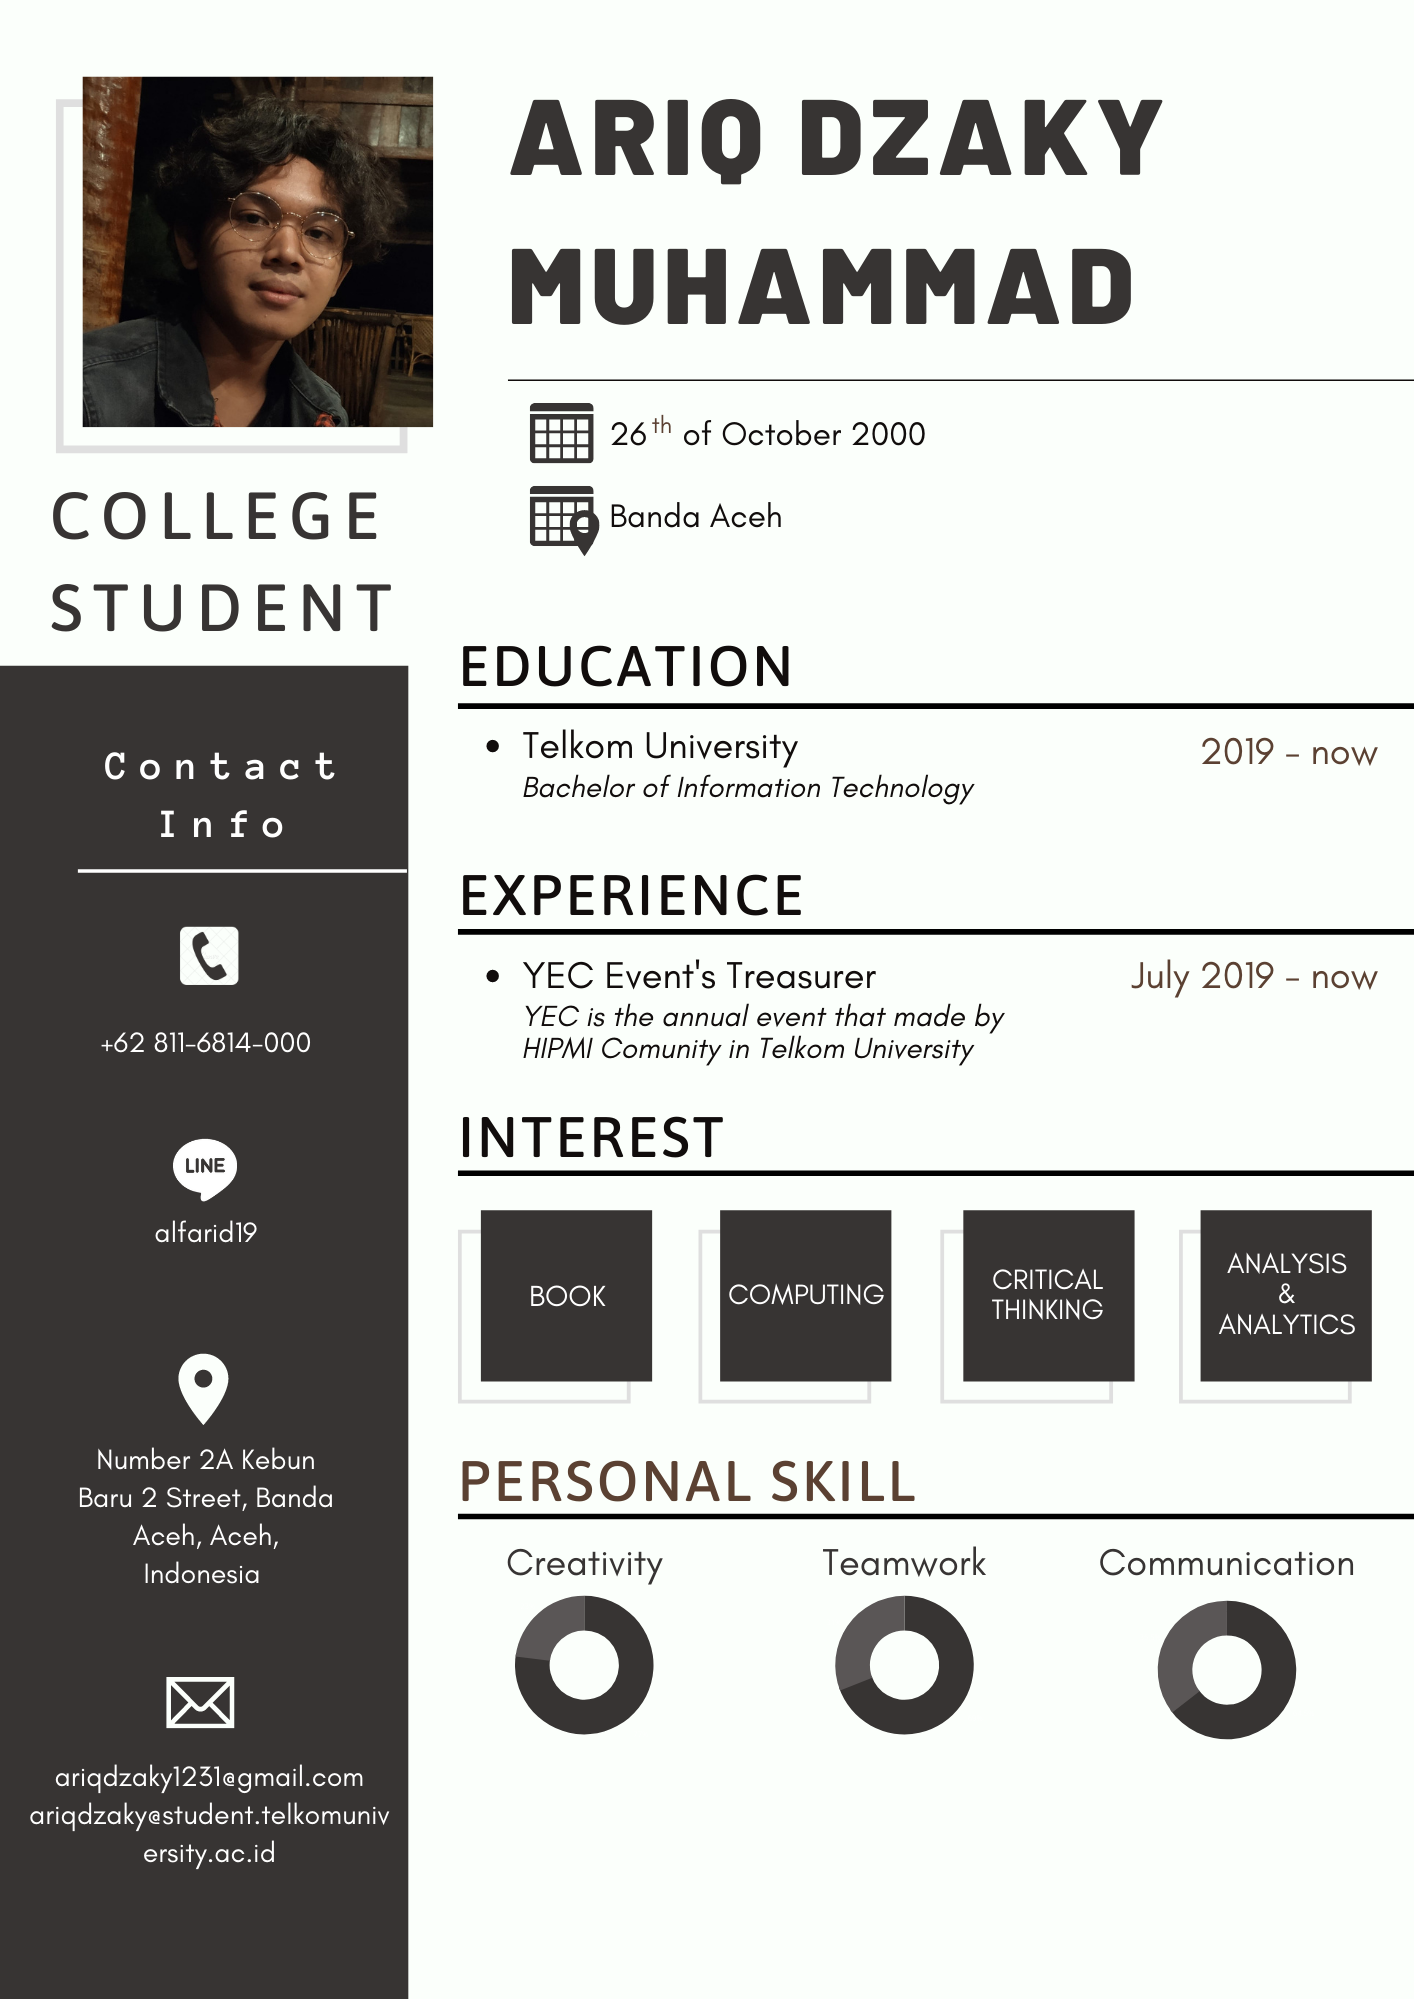 ARIQ DZAKY
MUHAMMAD
26th of October 2000
Banda Aceh
COLLEGE
STUDENT
Contact
Info
+62 811-6814-000
LINE
alfarid19
Number 2A Kebun
Baru 2 Street, Banda
Aceh, Aceh,
Indonesia
ariqdzaky1231@gmail.com
ariqdzaky@student.telkomuniv
ersity.ac.id
EDUCATION
Telkom University
2019 - now
Bachelor of Information Technology
EXPERIENCE
YEC Event's Treasurer
July 2019 - now
YEC is the annual event that made by
HIPMI Comunity in Telkom University
INTEREST
BOOK
COMPUTING
CRITICAL
THINKING
ANALYSIS
&
ANALYTICS
PERSONAL SKILL
Creativity
Teamwork
Communication